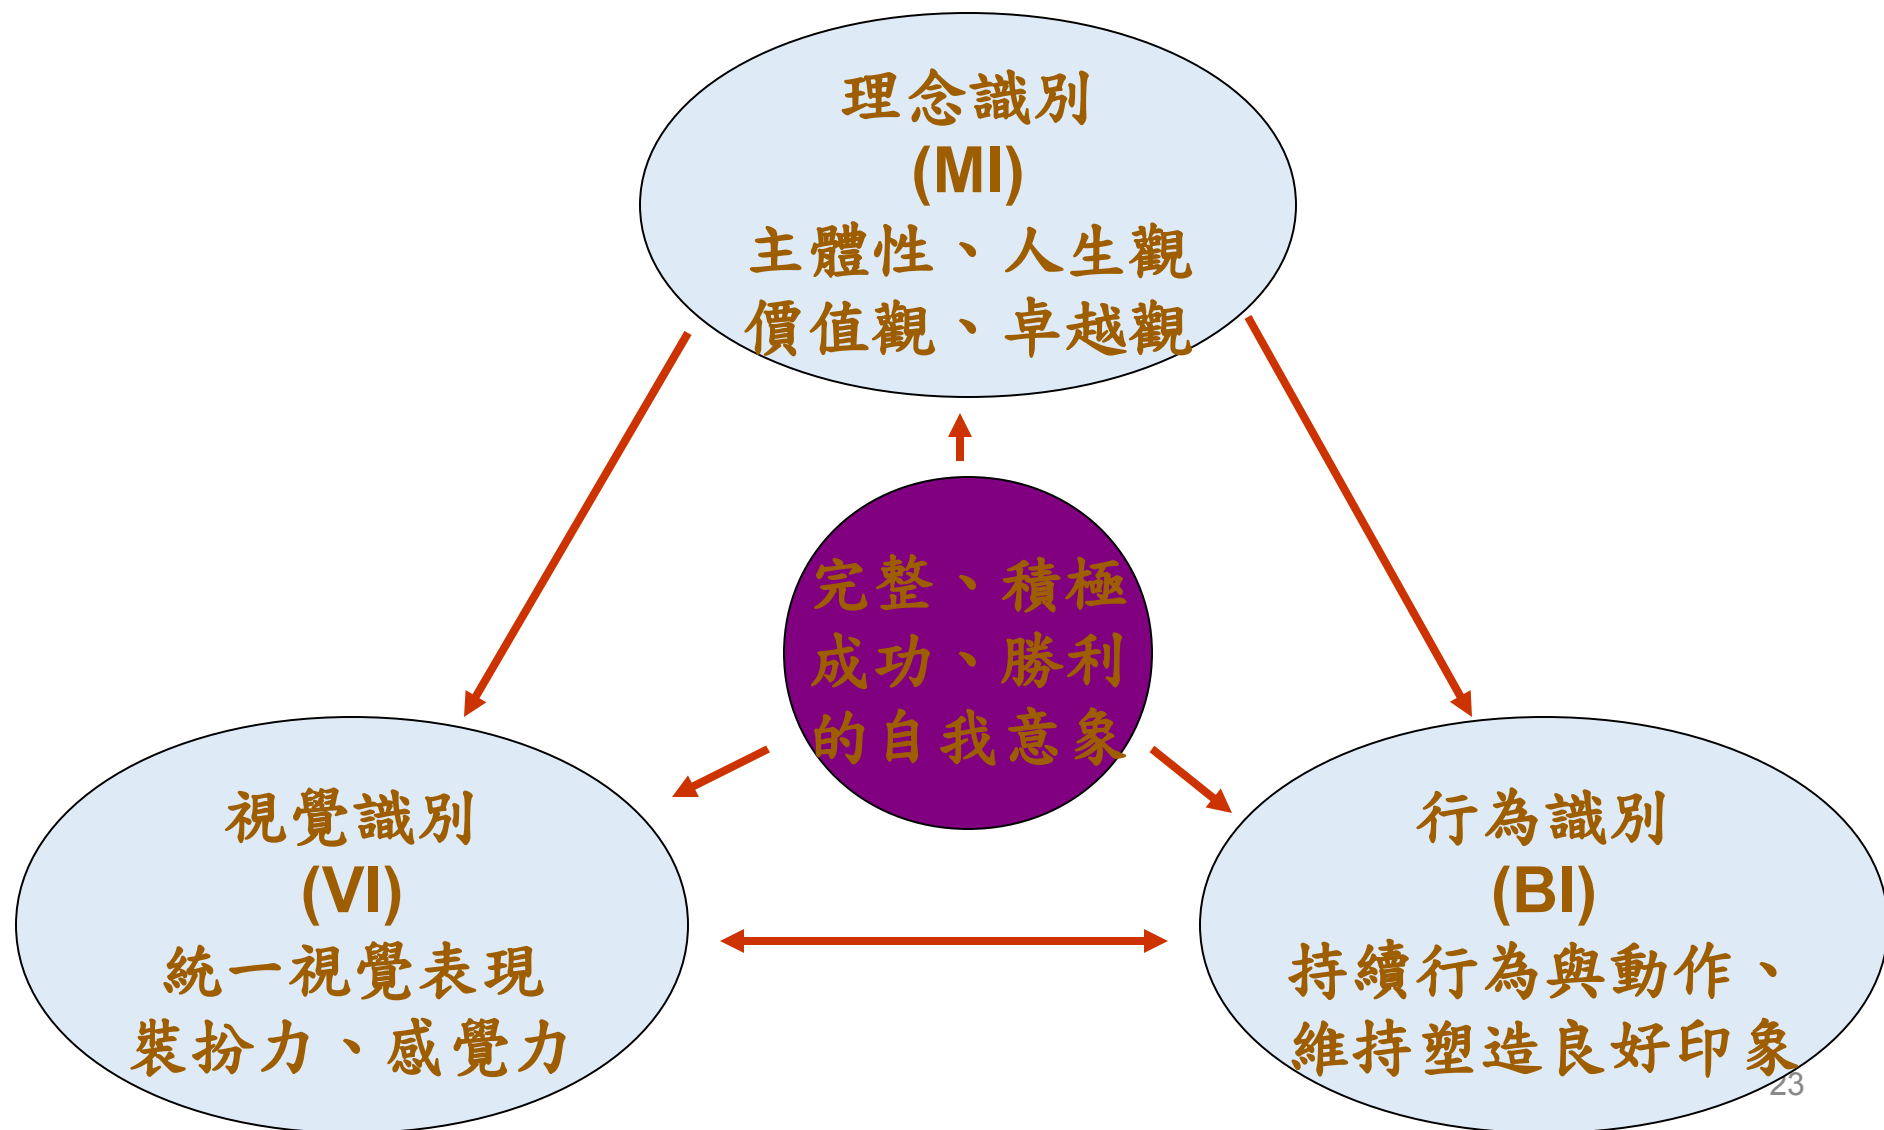 理念識別
(MI)
主體性、人生觀
價值觀、卓越觀
完整、積極
成功、勝利
的自我意象
視覺識別
(VI)
統一視覺表現
裝扮力、感覺力
行為識別
(BI)
持續行為與動作、
維持塑造良好印象
23